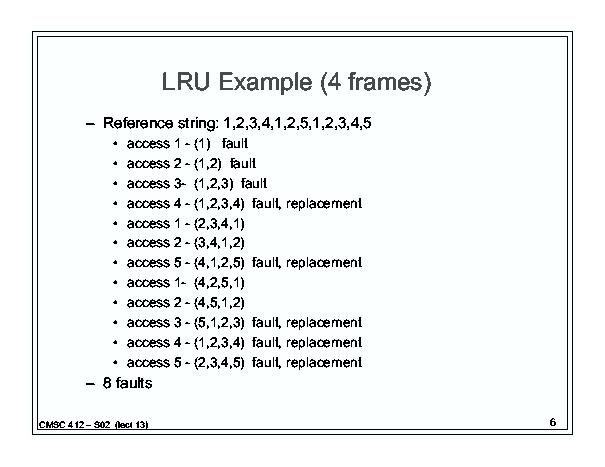 LRU Example (4 frames)
– Reference string: 1,2,3,4,1,2,5,1,2,3,4,5
• access 1 - (1) fault
• access 2 - (1,2) fault
• access 3- (1,2,3) fault
• access 4 - (1,2,3,4) fault, replacement
• access 1 - (2,3,4,1)
• access 2 - (3,4,1,2)
• access 5 - (4,1,2,5) fault, replacement
• access 1- (4,2,5,1)
• access 2 - (4,5,1,2)
• access 3 - (5,1,2,3) fault, replacement
• access 4 - (1,2,3,4) fault, replacement
• access 5 - (2,3,4,5) fault, replacement
– 8 faults
CMSC 412 – S02 (lect 13)
6